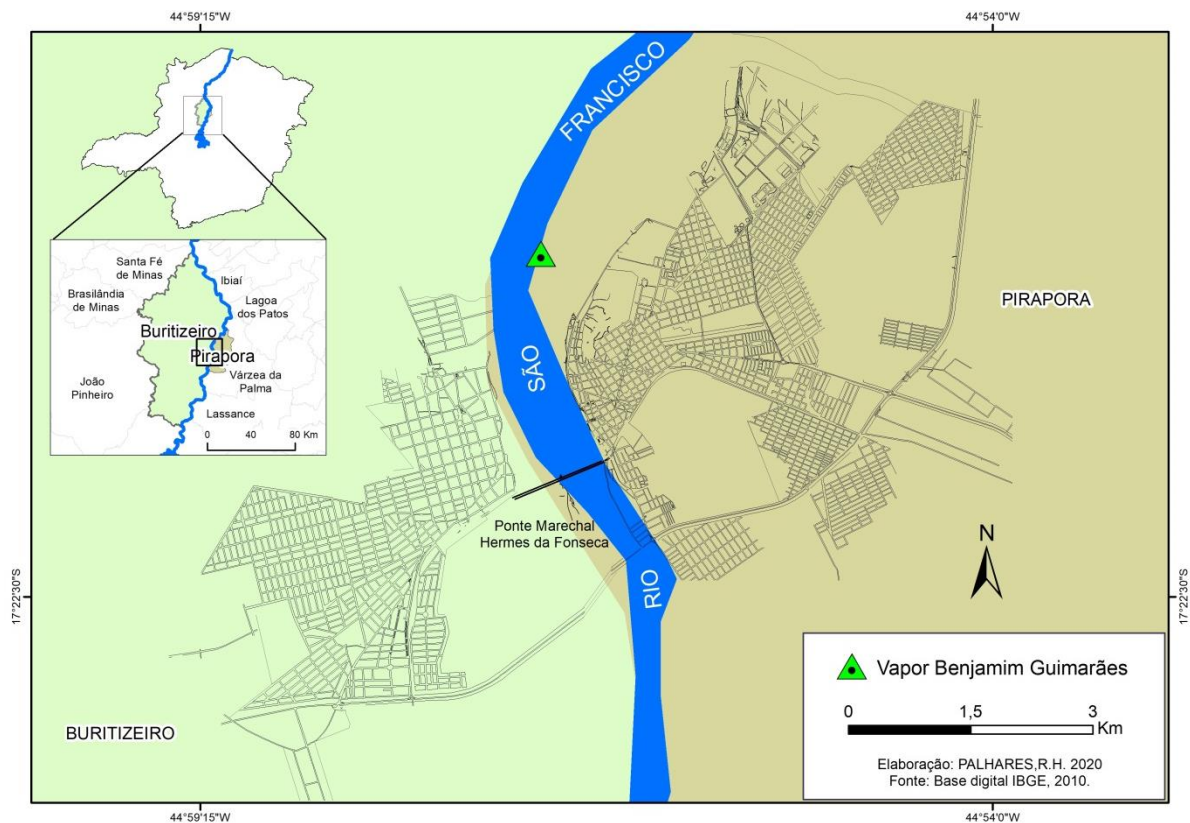 44°59'15"W
44°54'0"W
FRANCISCO
SÃO
RIO
Santa Fé
de Minas
Ibiaí
Brasilândia
de Minas
Lagoa
dos Patos
Buritizeiro
Pirapora
Várzea da
Palma
João
Pinheiro
Lassance
0 40 80 Km
PIRAPORA
Ponte Marechal
Hermes da Fonseca
N
17°22'30"S
17°22'30"S
BURITIZEIRO
Vapor Benjamim Guimarães
0 1,5 3
Km
Elaboração: PALHARES,R.H. 2020
Fonte: Base digital IBGE, 2010.
44°59'15"W
44°54'0"W